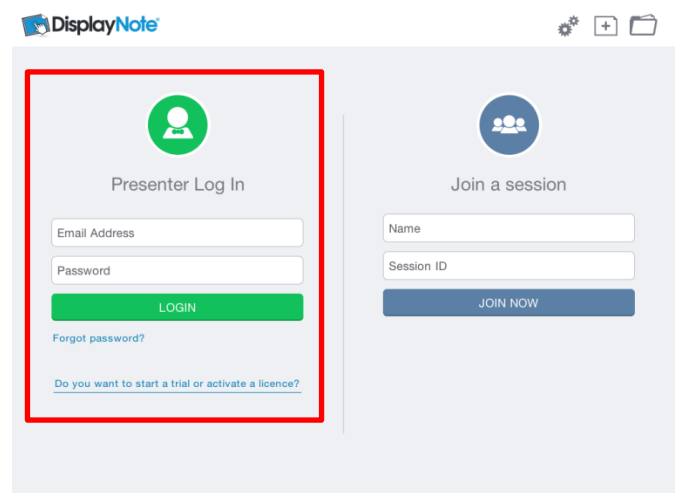 DisplayNote
Presenter Log In
Email Address
Password
LOGIN
Forgot password?
Do you want to start a trial or activate a licence?
Join a session
Name
Session ID
JOIN NOW